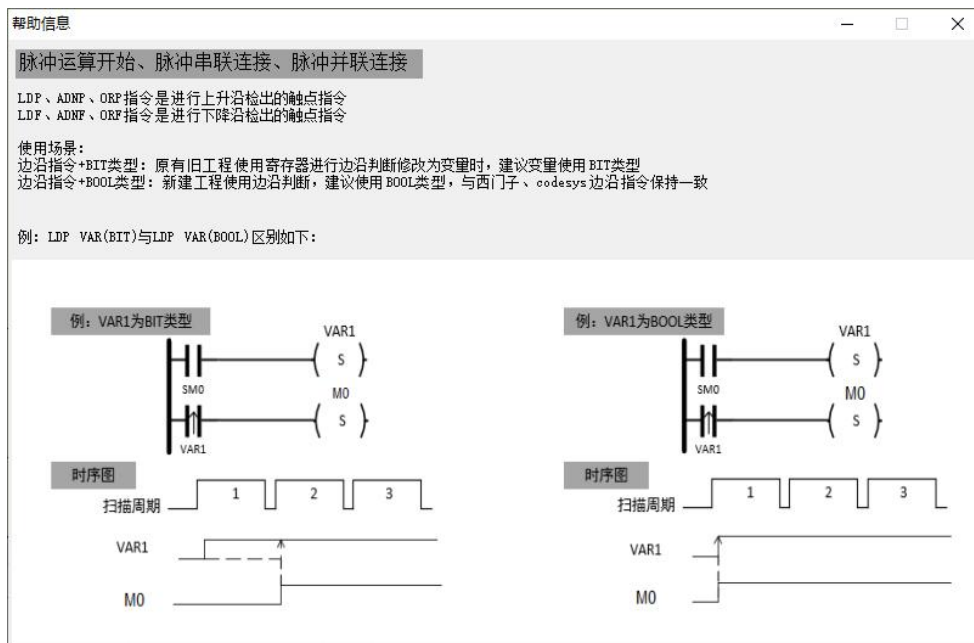 帮助信息
脉冲运算开始、脉冲串联连接、脉冲并联连接
LDP、ADNP、ORP指令是进行上升沿检出的触点指令
LDF、ADNF、ORF指令是进行下降沿检出的触点指令
使用场景:
边沿指令+BIT类型: 原有旧工程使用寄存器进行边沿判断修改为变量时, 建议变量使用BIT类型
边沿指令+BOOL类型: 新建工程使用边沿判断, 建议使用BOOL类型, 与西门子、codesys边沿指令保持一致
例: LDP VAR(BIT)与LDP VAR(BOOL)区别如下:
例: VAR1为BIT类型
VAR1
S
SM0
M0
S
VAR1
时序图
扫描周期
1 2 3
VAR1
M0
例: VAR1为BOOL类型
VAR1
S
SM0
M0
S
VAR1
时序图
扫描周期
1 2 3
VAR1
M0